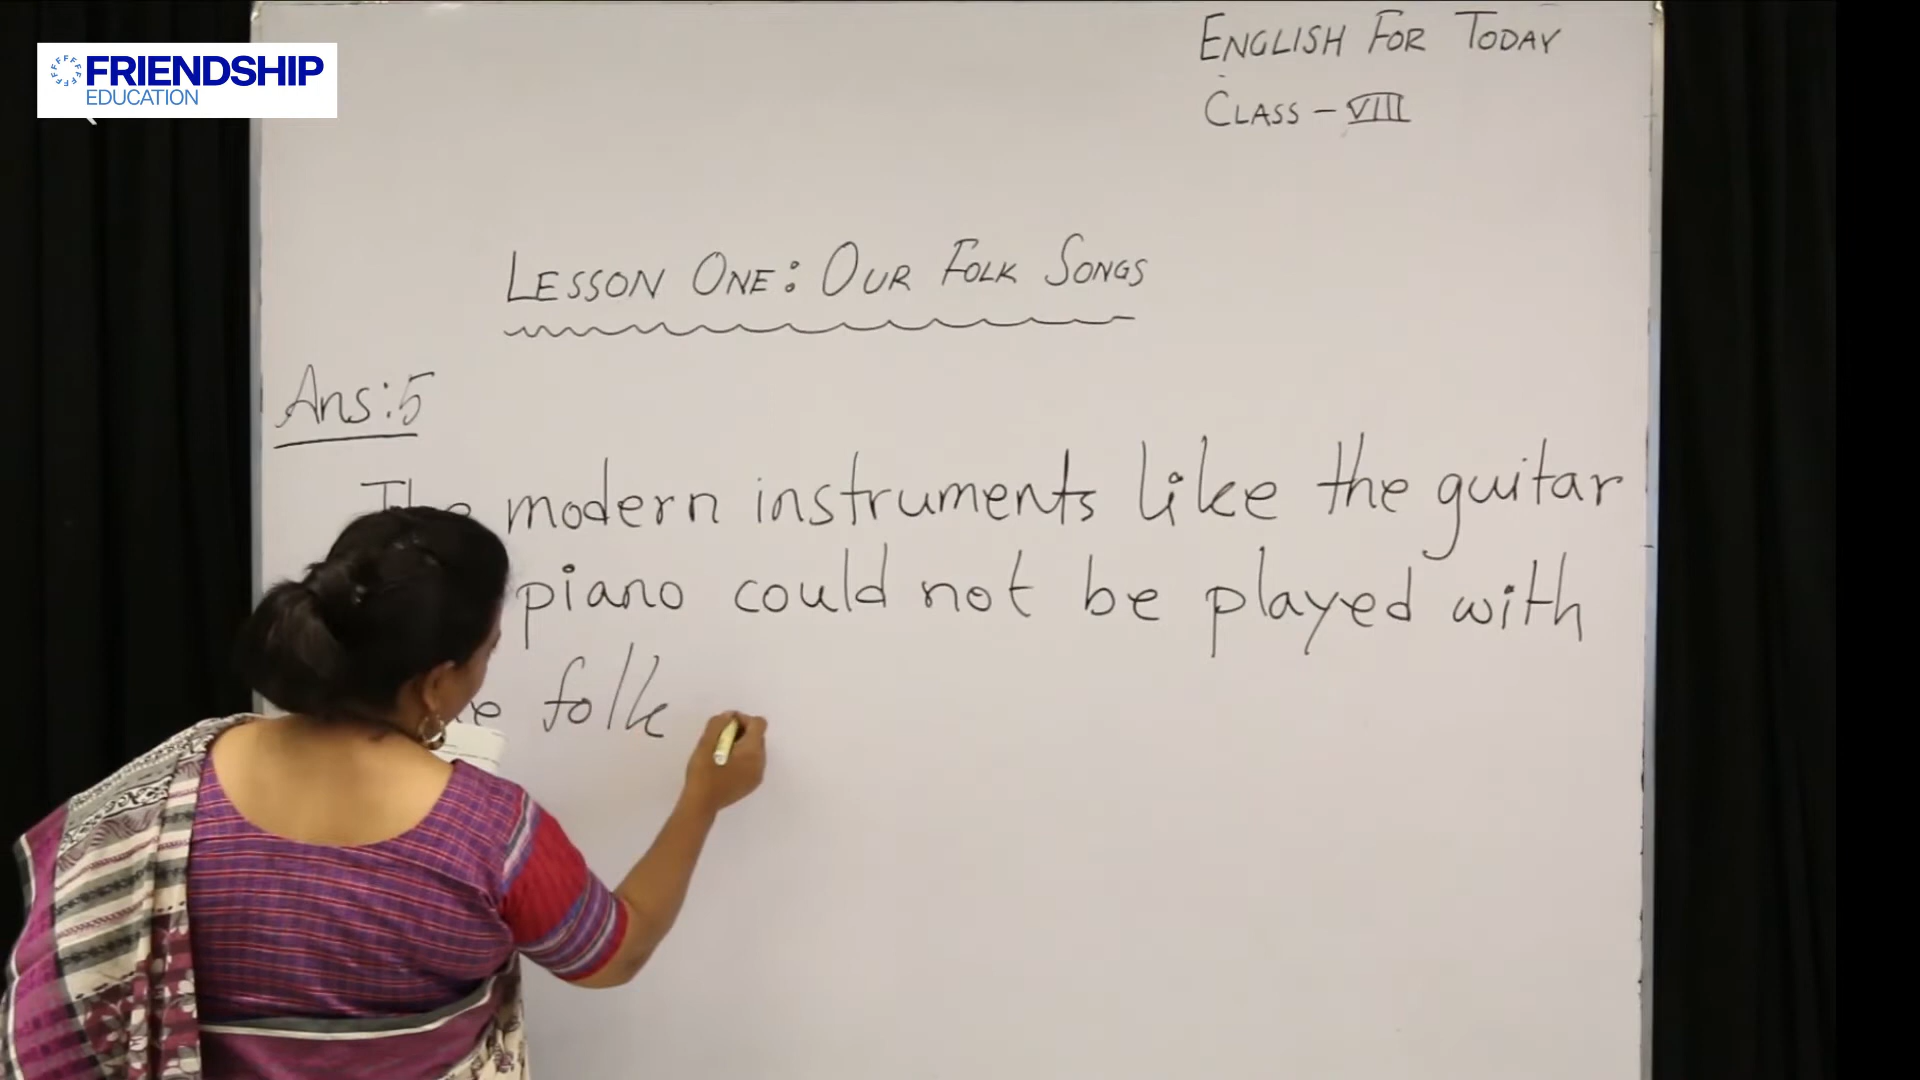 FRIENDSHIP
EDUCATION
ENGLISH FOR TODAY
CLASS - VIII
LESSON ONE: OUR FOLK SONGS
Ans:5
The modern instruments like the guitar
piano could not be played with
folk